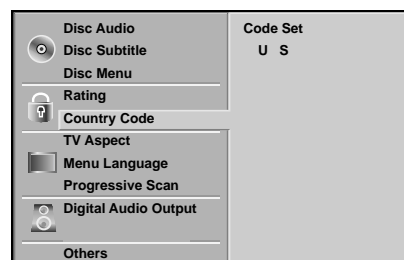 Disc Audio
Disc Subtitle
Disc Menu
Rating
Country Code
TV Aspect
Menu Language
Progressive Scan
Digital Audio Output
Others
Code Set
U S